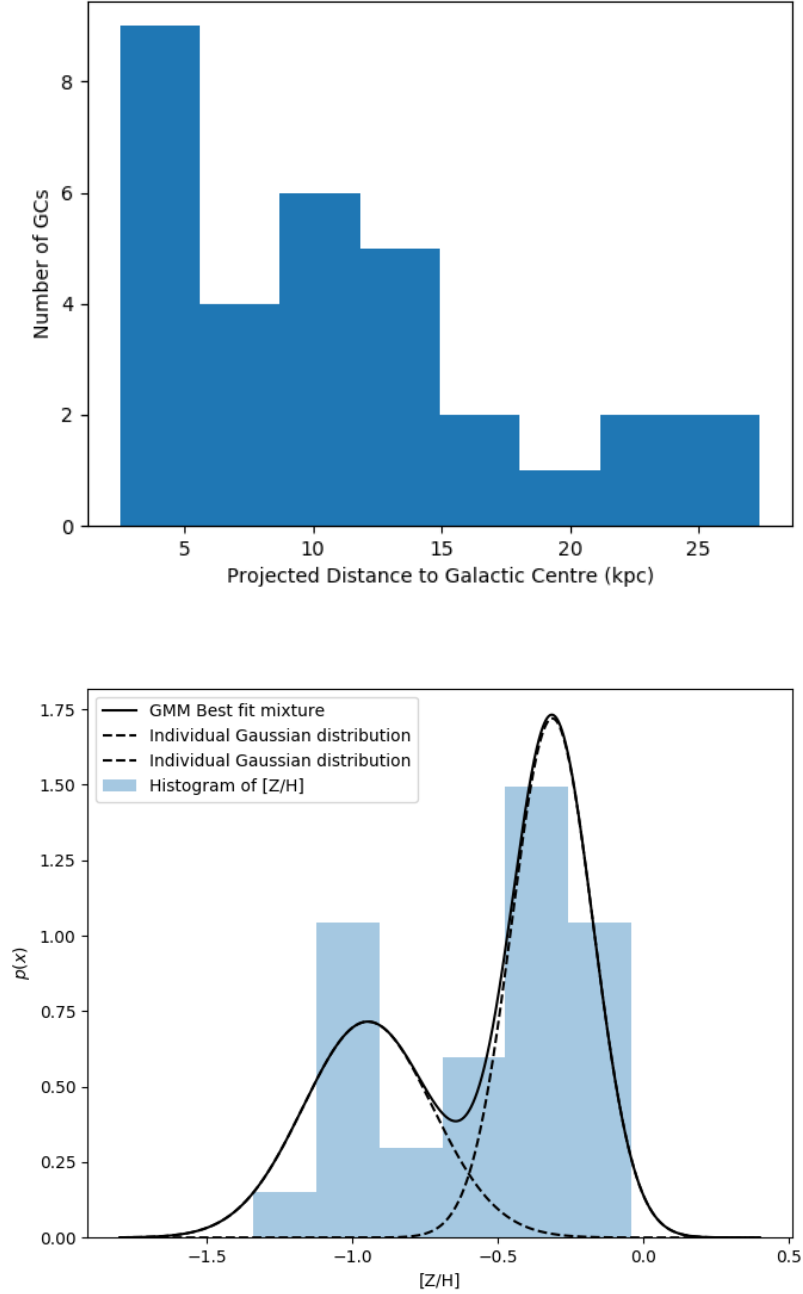 8
6
4
2
0
Number of GCs
5 10 15 20 25
Projected Distance to Galactic Centre (kpc)
GMM Best fit mixture
Individual Gaussian distribution
Individual Gaussian distribution
Histogram of [Z/H]
1.75
1.50
1.25
1.00
0.75
0.50
0.25
0.00
p(x)
−1.5 −1.0 −0.5 0.0 0.5
[Z/H]